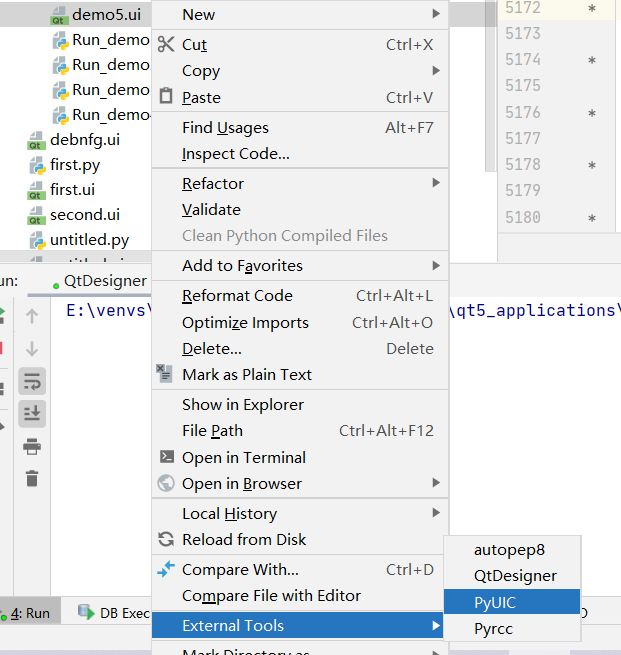 demo5.ui
Run_demo
Run_demo
Run_demo
Run_demo
debnfg.ui
first.py
first.ui
second.ui
untitled.py
un:
QtDesigner
E:\venvs\
\qt5_applications\
4: Run
DB Exec
New
Cut Ctrl+X
Copy
Paste Ctrl+V
Find Usages Alt+F7
Inspect Code...
Refactor
Validate
Clean Python Compiled Files
Add to Favorites
Reformat Code Ctrl+Alt+L
Optimize Imports Ctrl+Alt+O
Delete... Delete
Mark as Plain Text
Show in Explorer
File Path Ctrl+Alt+F12
Open in Terminal
Open in Browser
Local History
Reload from Disk
Compare With... Ctrl+D
Compare File with Editor
External Tools
Mark Directory as
autopep8
QtDesigner
PyUIC
Pyrcc
5172 *
5173
5174 *
5175
5176 *
5177
5178 *
5179
5180 *